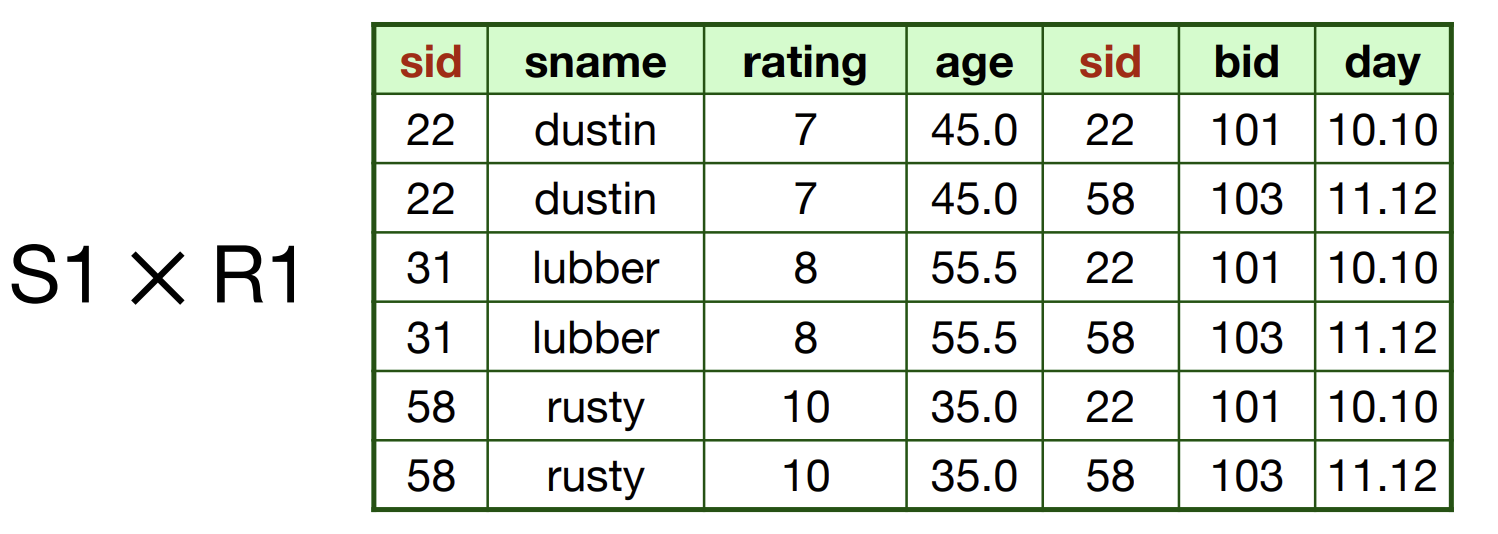 sid sname rating age sid bid day
22 dustin 7 45.0 22 101 10.10
22 dustin 7 45.0 58 103 11.12
S1 × R1
31 lubber 8 55.5 22 101 10.10
31 lubber 8 55.5 58 103 11.12
58 rusty 10 35.0 22 101 10.10
58 rusty 10 35.0 58 103 11.12